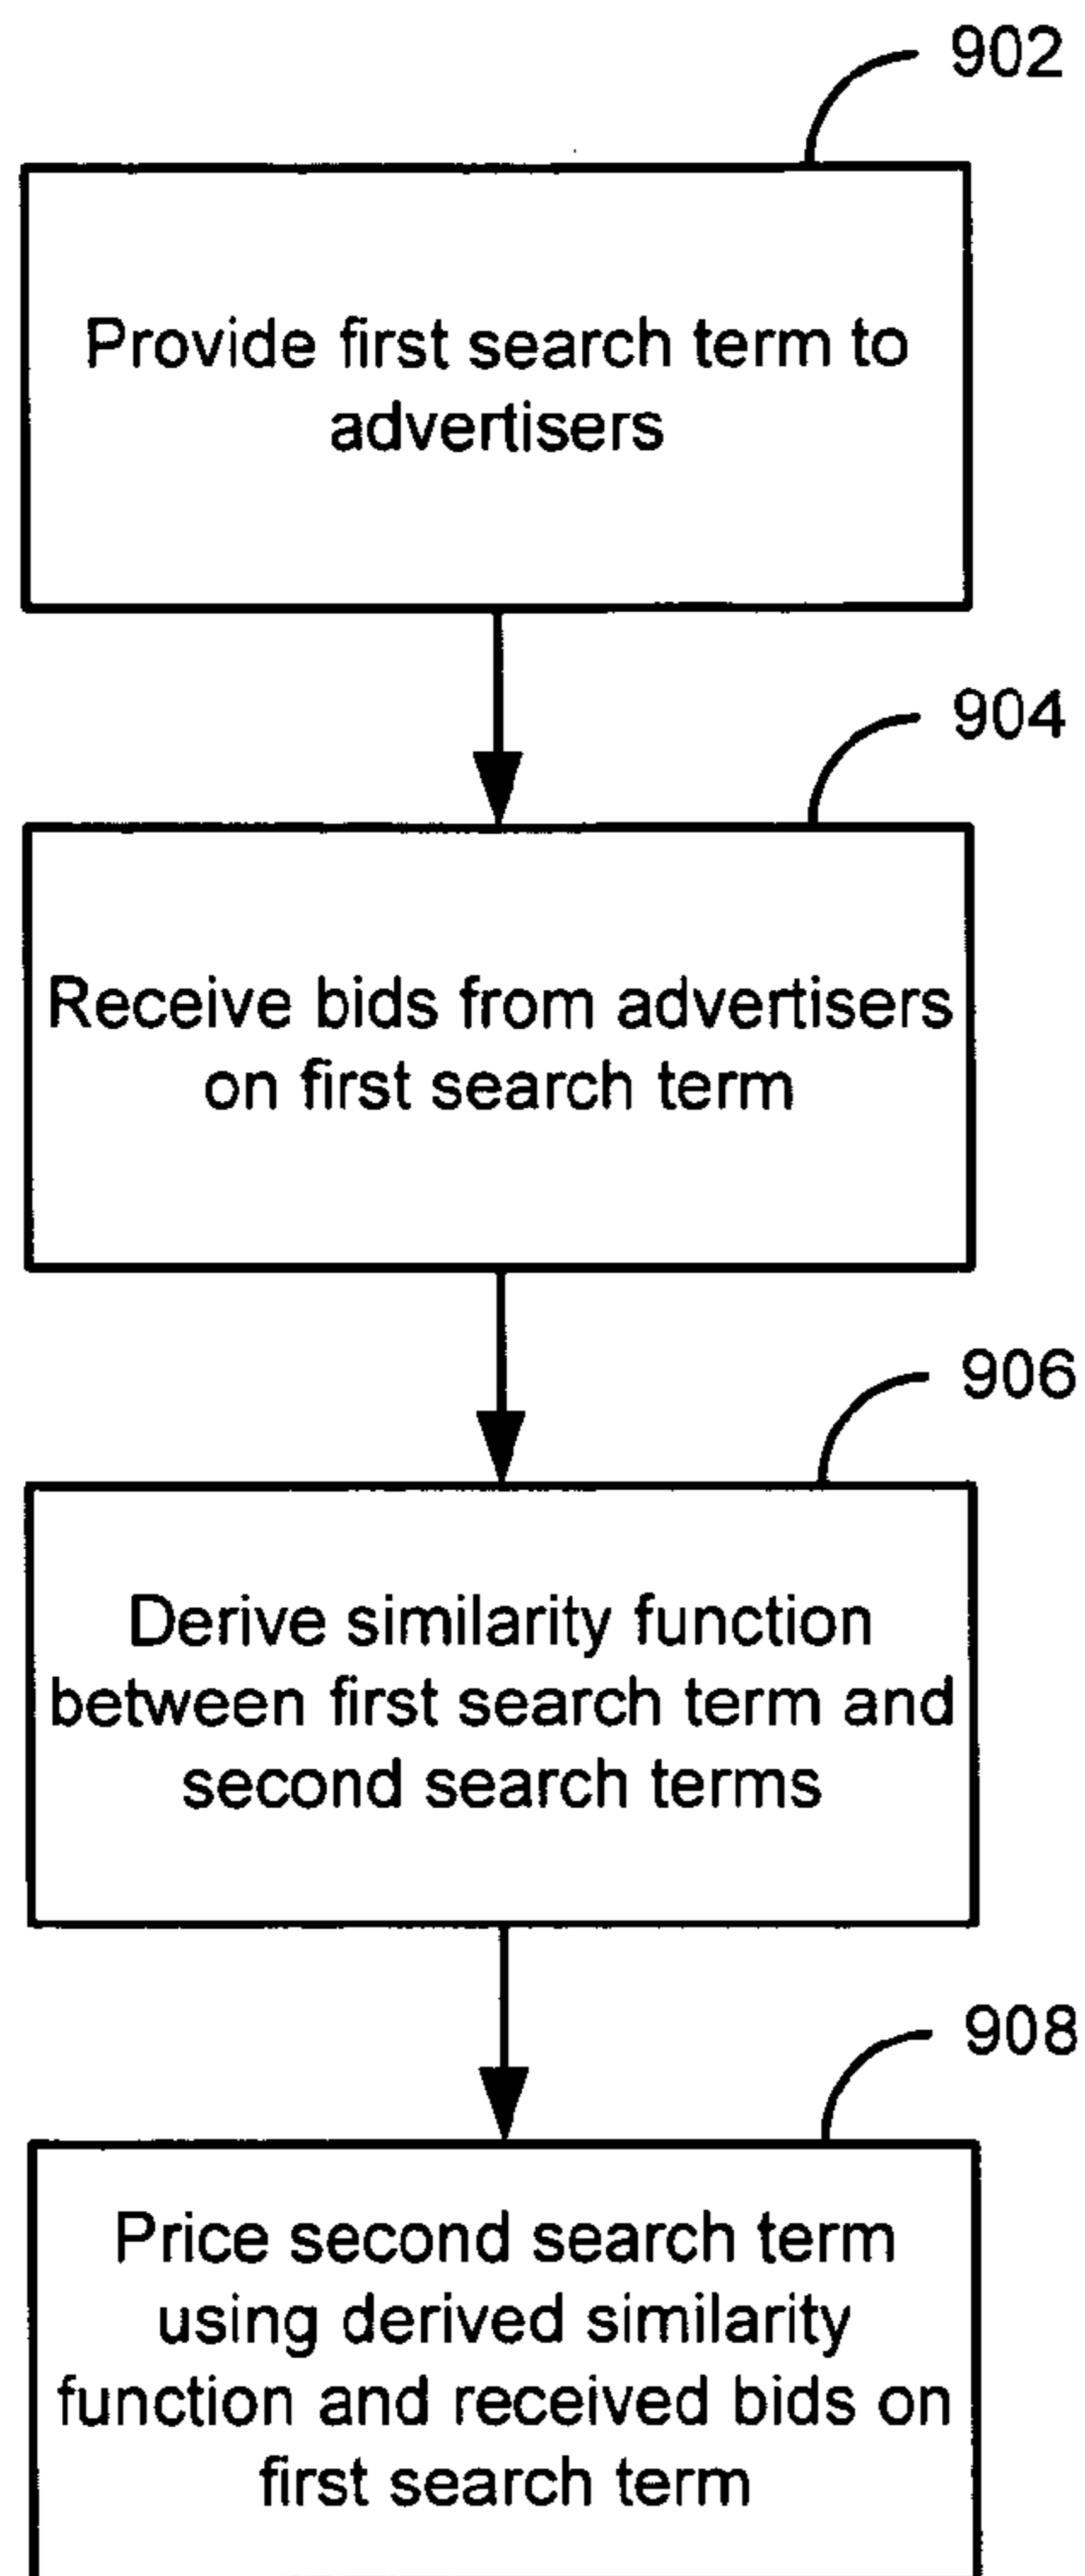 902
Provide first search term to
advertisers
904
Receive bids from advertisers
on first search term
906
Derive similarity function
between first search term and
second search terms
908
Price second search term
using derived similarity
function and received bids on
first search term